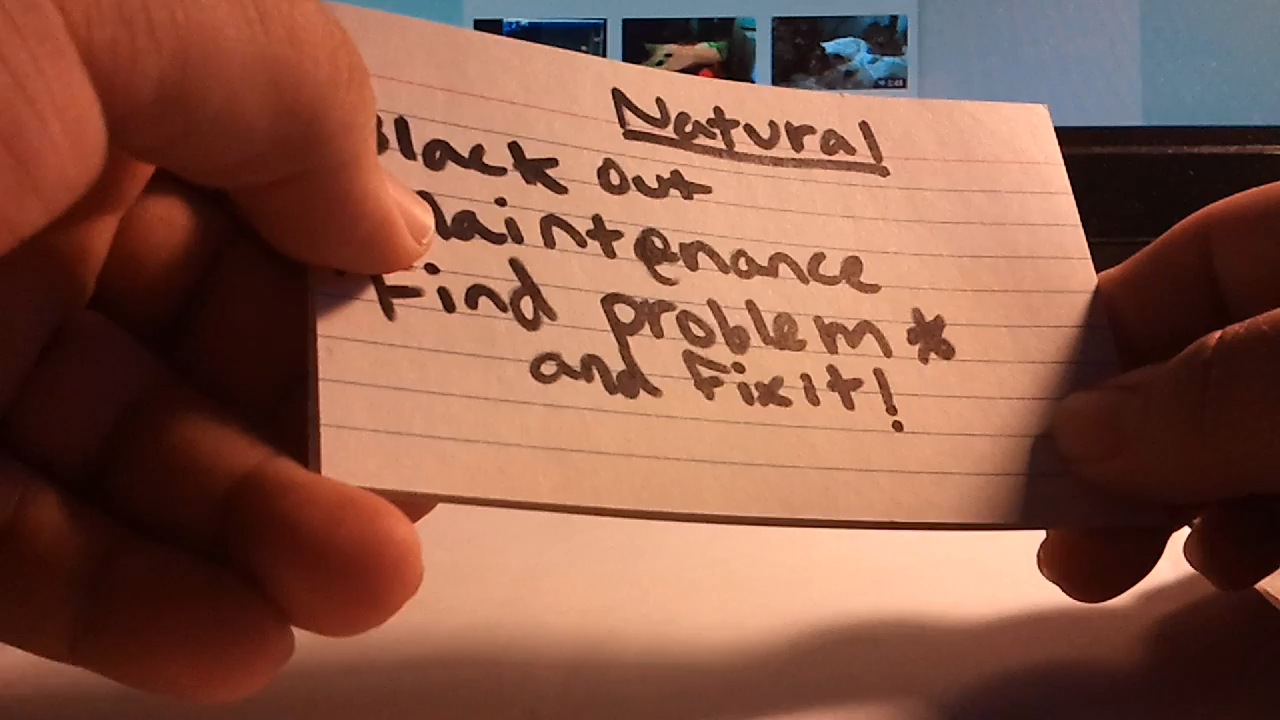 Natural
Black out
Maintenance
Find problem*
and Fix it!